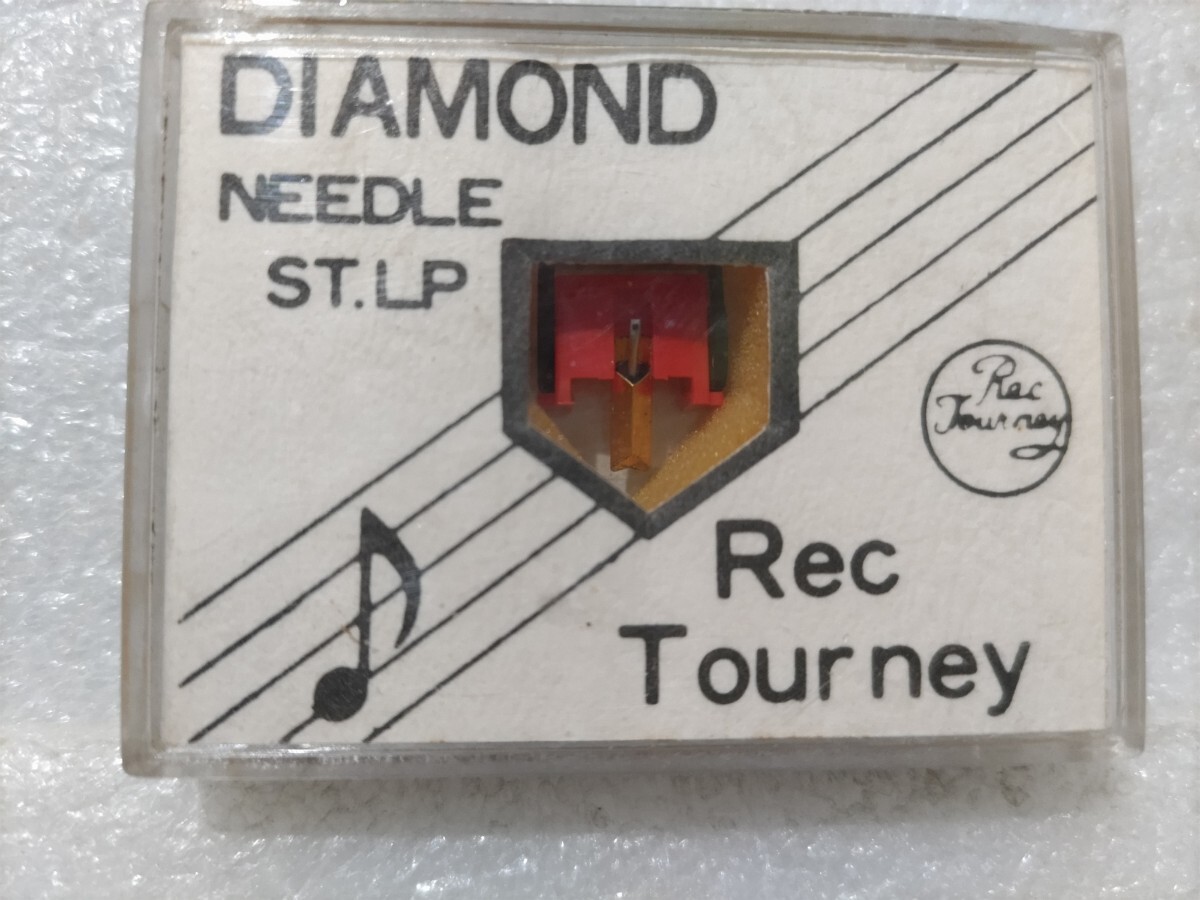 DIAMOND
NEEDLE
ST.LP
Rec
Tourney
Rec
Tourney